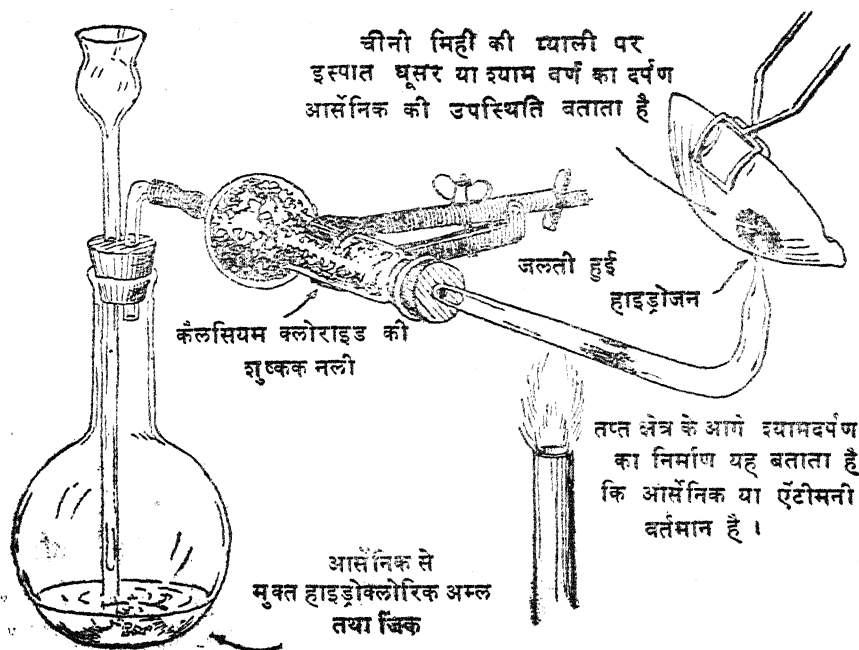 चीनी मिट्टी की प्याली पर
इस्पात धूसर या श्याम वर्ण का दर्पण
आर्सेनिक की उपस्थिति बताता है
जलती हुई
हाइड्रोजन
कैलसियम क्लोराइड की
शुष्कक नली
तप्त क्षेत्र के आगे श्यामदर्पण
का निर्माण यह बताता है
कि आर्सेनिक या ऐंटीमनी
वर्तमान है ।
आर्सेनिक से
मुक्त हाइड्रोक्लोरिक अम्ल
तथा जिंक